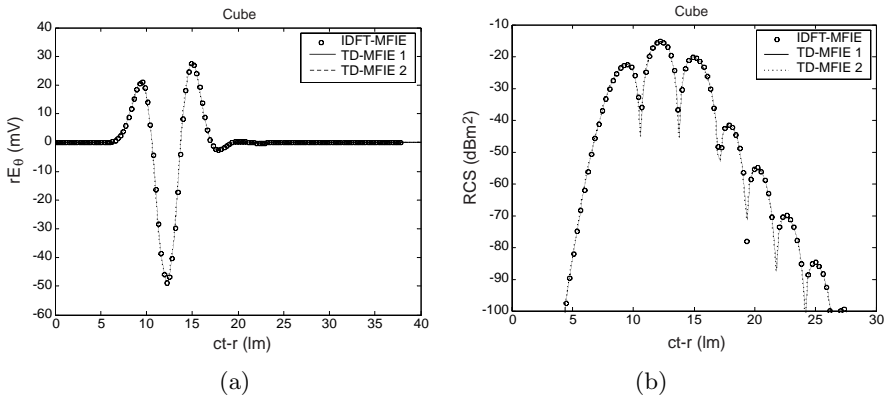 Cube
40
30
20
10
0
-10
-20
-30
-40
-50
-60
rE_θ (mV)
IDFT-MFIE
TD-MFIE 1
TD-MFIE 2
0 5 10 15 20 25 30 35 40
ct-r (lm)
(a)
Cube
-10
-20
-30
-40
-50
-60
-70
-80
-90
-100
RCS (dBm²)
IDFT-MFIE
TD-MFIE 1
TD-MFIE 2
0 5 10 15 20 25 30
ct-r (lm)
(b)